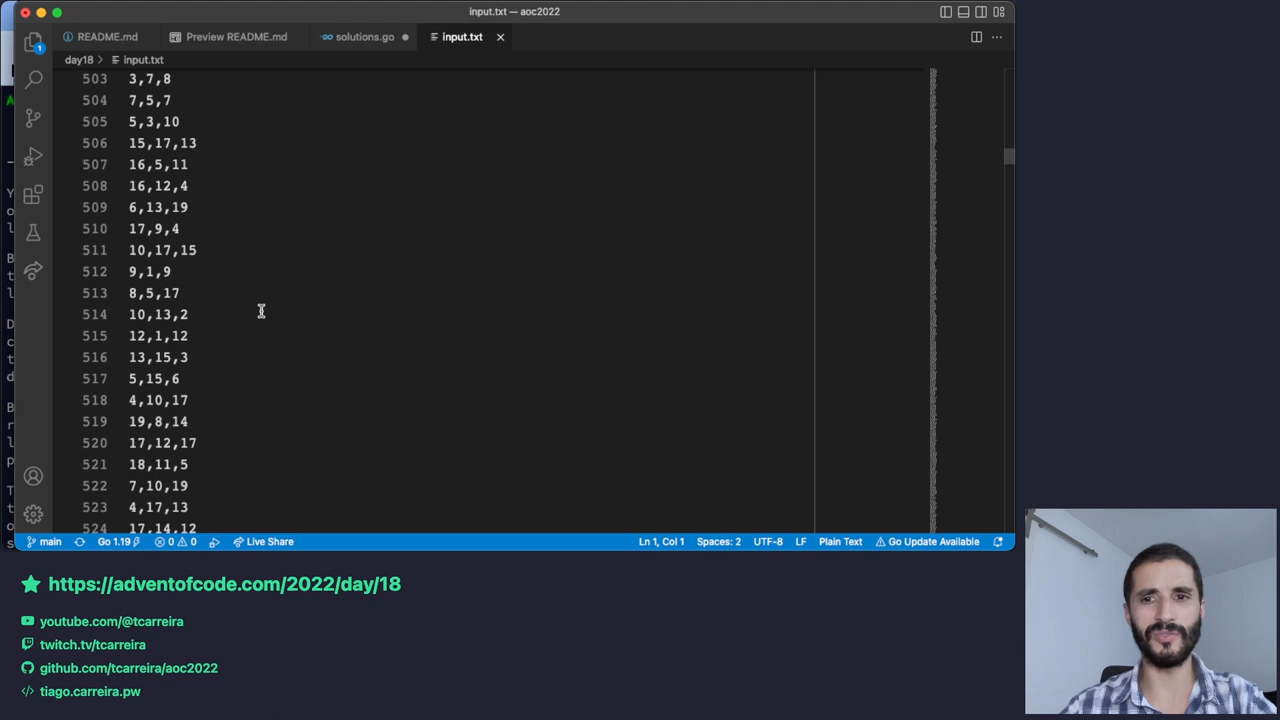 input.txt — aoc2022
README.md
Preview README.md
solutions.go
input.txt
day18 > input.txt
1
503 3,7,8
504 7,5,7
505 5,3,10
506 15,17,13
507 16,5,11
508 16,12,4
509 6,13,19
510 17,9,4
511 10,17,15
512 9,1,9
513 8,5,17
514 10,13,2
515 12,1,12
516 13,15,3
517 5,15,6
518 4,10,17
519 19,8,14
520 17,12,17
521 18,11,5
522 7,10,19
523 4,17,13
524 17,14,12
main Go 1.19 0 0 Live Share Ln 1, Col 1 Spaces: 2 UTF-8 LF Plain Text Go Update Available
https://adventofcode.com/2022/day/18
youtube.com/@tcarreira
twitch.tv/tcarreira
github.com/tcarreira/aoc2022
</> tiago.carreira.pw